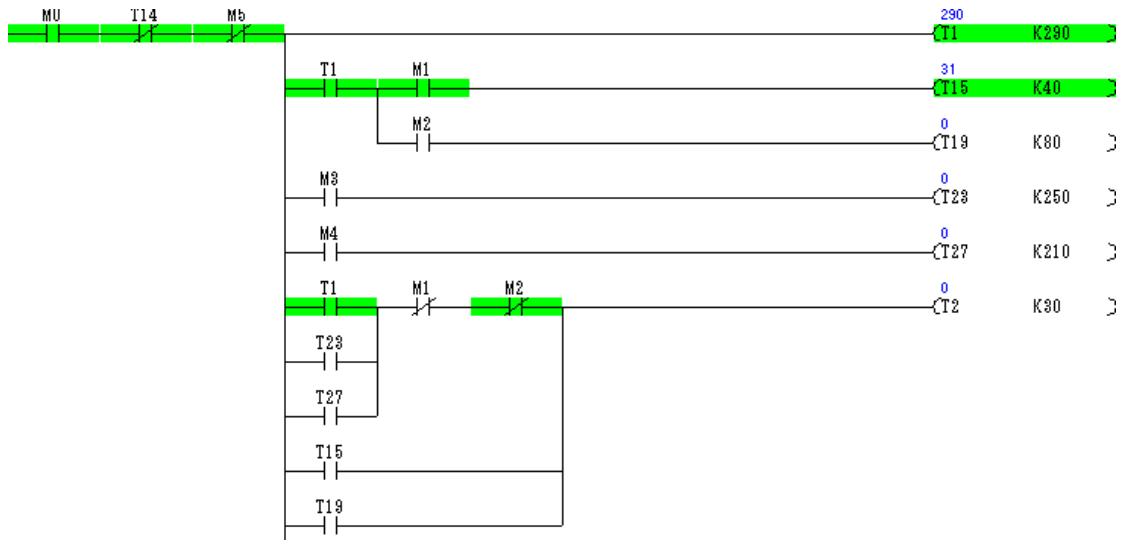 M0 T14 M5 290
T1 K290
T1 M1 31
T15 K40
M2 0
T19 K80
M3 0
T23 K250
M4 0
T27 K210
T1 M1 M2 0
T2 K30
T23
T27
T15
T19